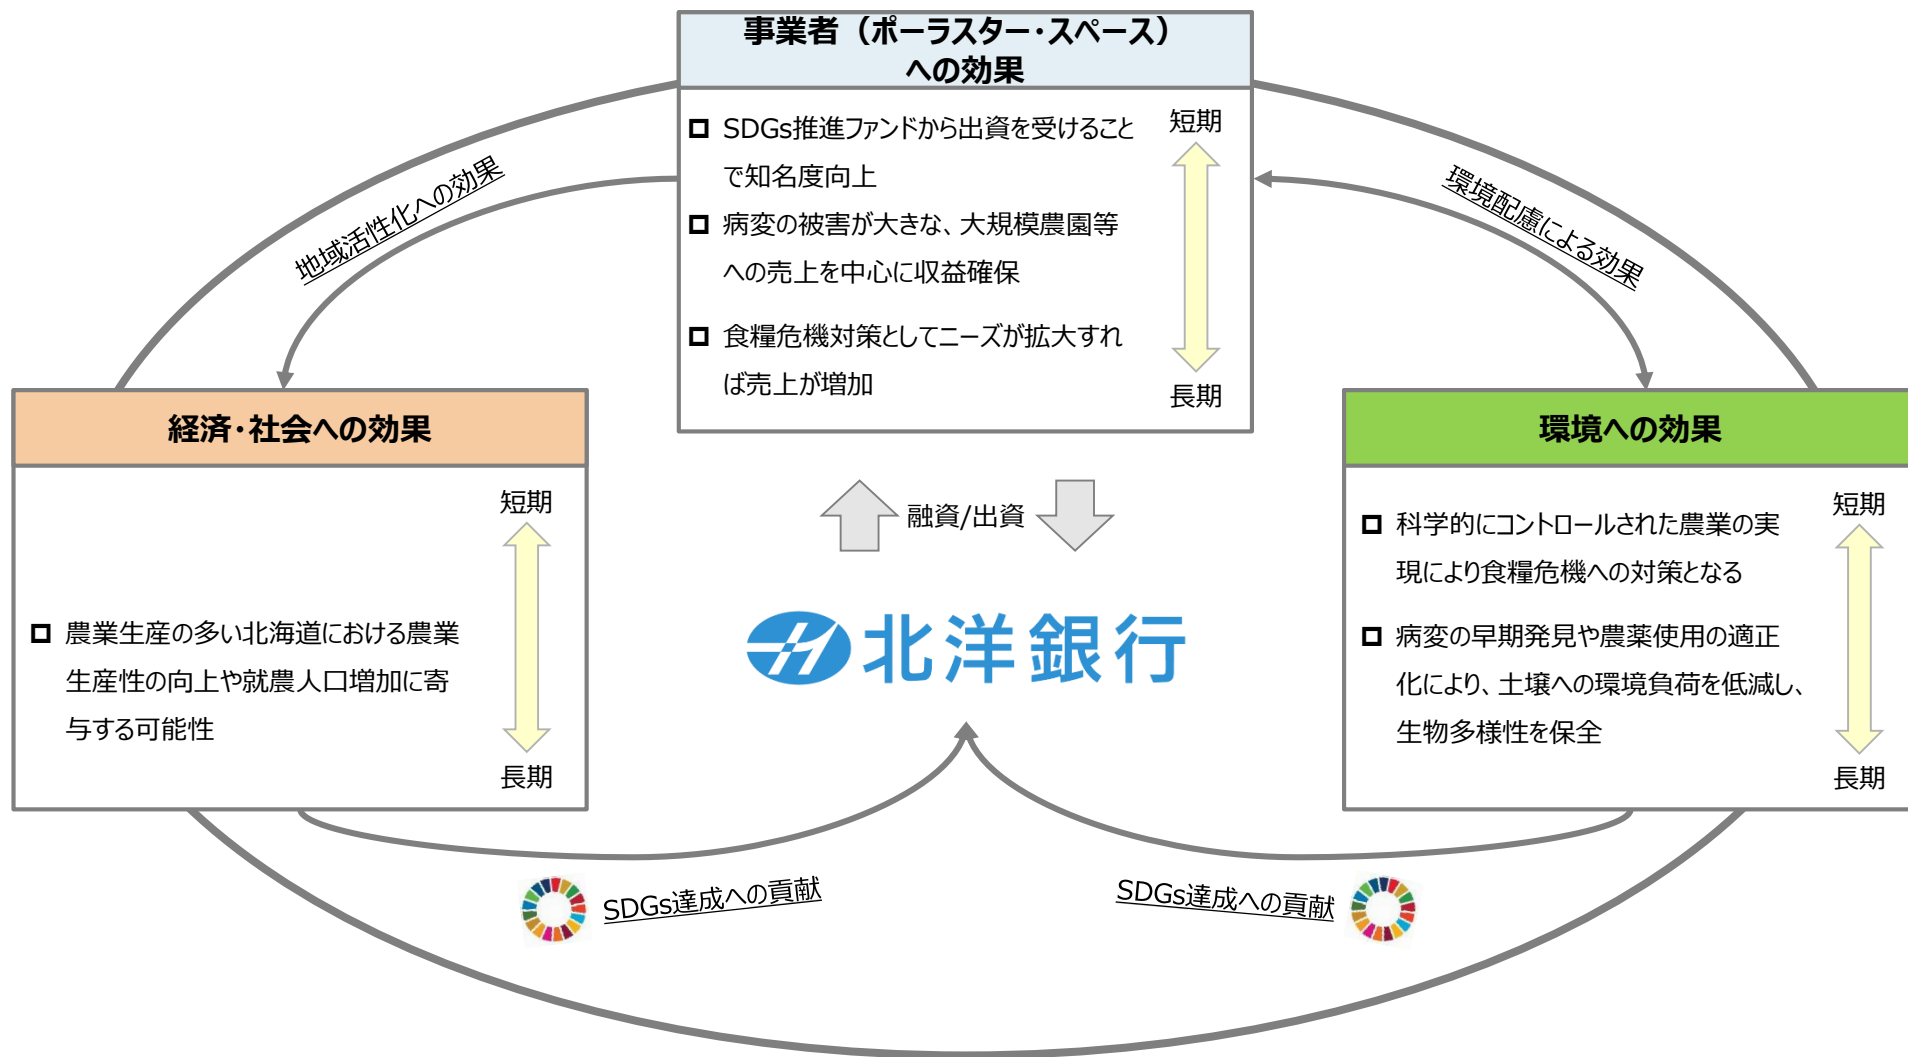 事業者（ポーラスター・スペース）
への効果
SDGs推進ファンドから出資を受けること
で知名度向上
病変の被害が大きな、大規模農園等
への売上を中心に収益確保
食糧危機対策としてニーズが拡大すれ
ば売上が増加
短期
長期
地域活性化への効果
環境配慮による効果
経済・社会への効果
農業生産の多い北海道における農業
生産性の向上や就農人口増加に寄
与する可能性
短期
長期
融資/出資
北洋銀行
環境への効果
科学的にコントロールされた農業の実
現により食糧危機への対策となる
病変の早期発見や農薬使用の適正
化により、土壌への環境負荷を低減し、
生物多様性を保全
短期
長期
SDGs達成への貢献
SDGs達成への貢献